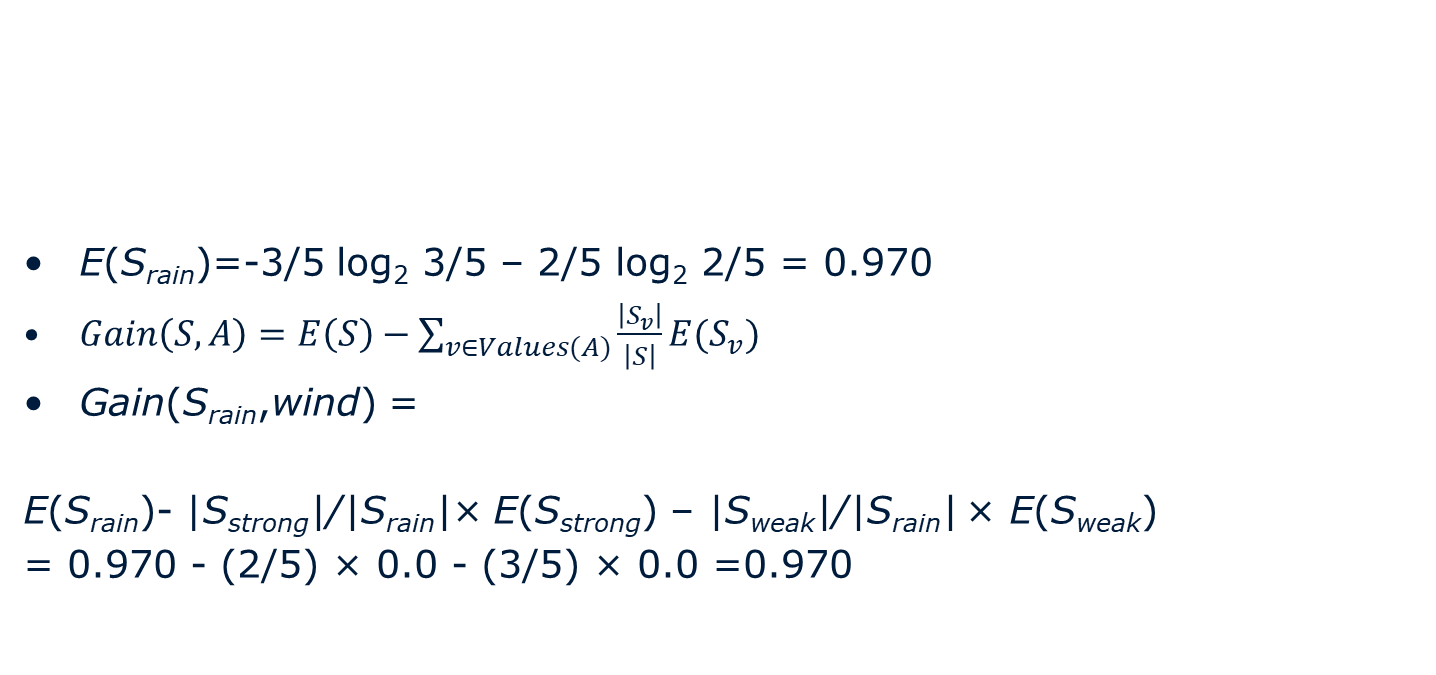 • E(S_rain)=-3/5 log₂ 3/5 – 2/5 log₂ 2/5 = 0.970
• Gain(S, A) = E(S) − ∑_{v∈Values(A)} |S_v|/|S| E(S_v)
• Gain(S_rain,wind) =
E(S_rain)- |S_strong|/|S_rain|× E(S_strong) – |S_weak|/|S_rain| × E(S_weak)
= 0.970 - (2/5) × 0.0 - (3/5) × 0.0 =0.970